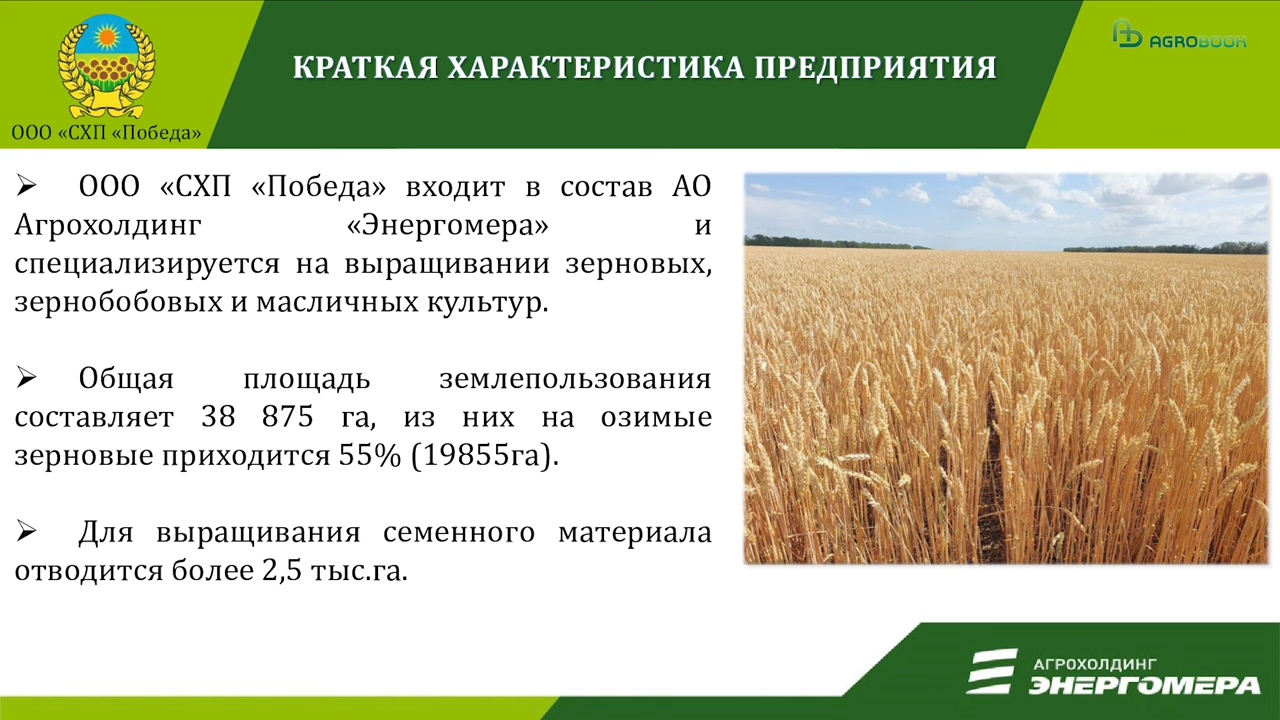 КРАТКАЯ ХАРАКТЕРИСТИКА ПРЕДПРИЯТИЯ
AGROBOOK
ООО «СХП «Победа»
➢ ООО «СХП «Победа» входит в состав АО
Агрохолдинг «Энергомера» и
специализируется на выращивании зерновых,
зернобобовых и масличных культур.
➢ Общая площадь землепользования
составляет 38 875 га, из них на озимые
зерновые приходится 55% (19855га).
➢ Для выращивания семенного материала
отводится более 2,5 тыс.га.
АГРОХОЛДИНГ
ЭНЕРГОМЕРА